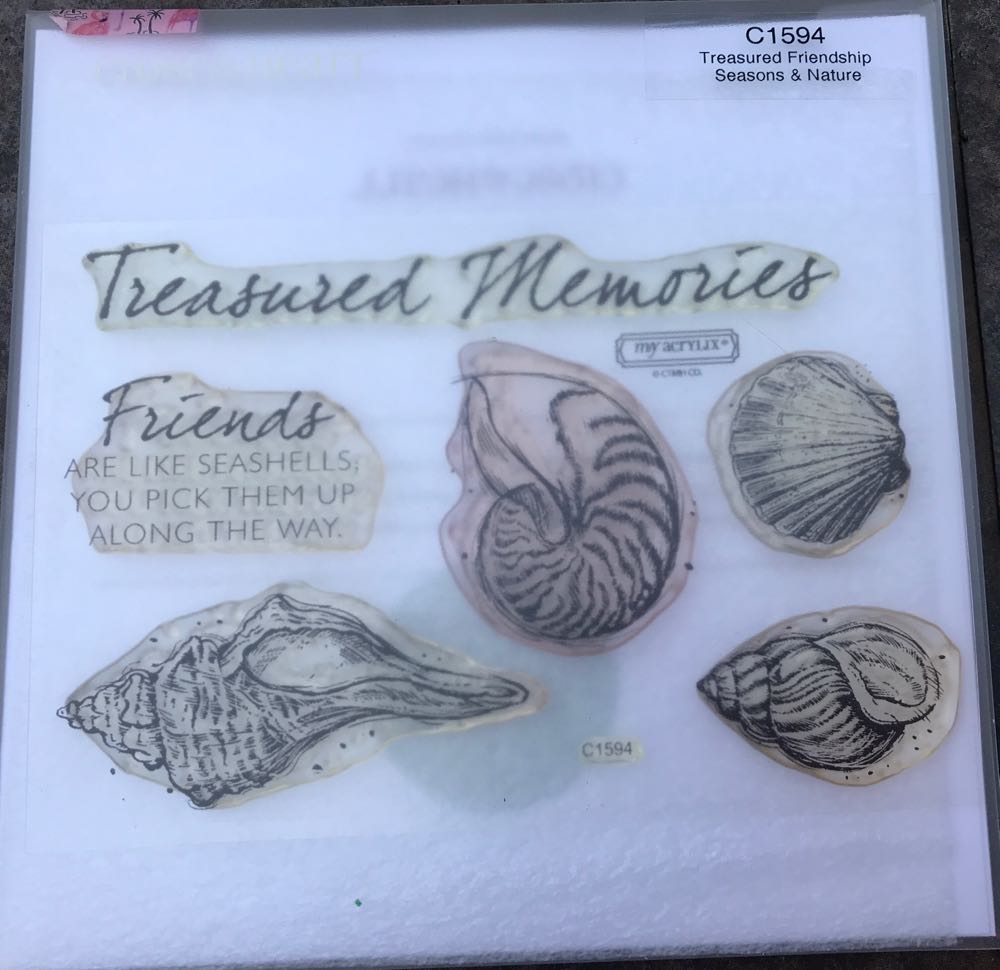 C1594
Treasured Friendship
Seasons & Nature
Treasured Memories
my acrylix®
© CTMH CO.
Friends
ARE LIKE SEASHELLS;
YOU PICK THEM UP
ALONG THE WAY.
C1594